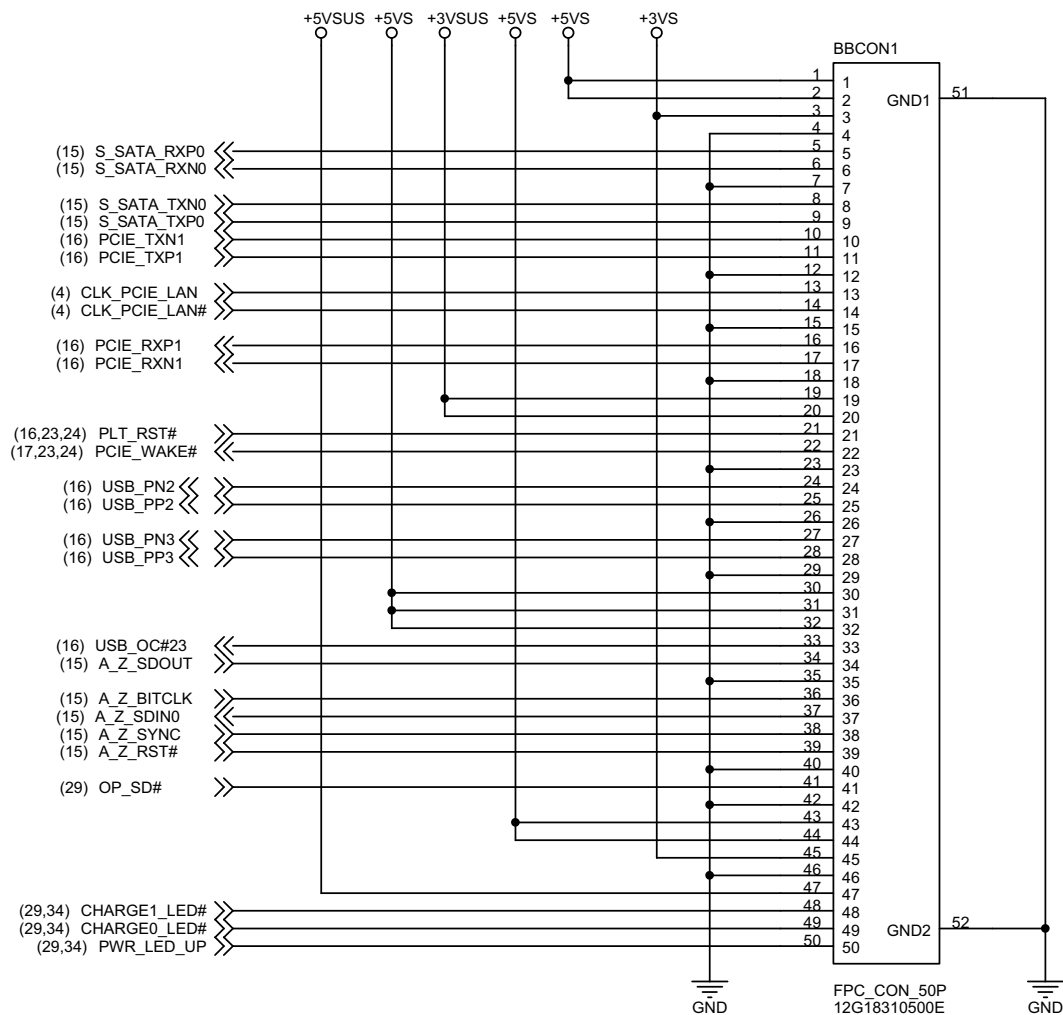 +5VSUS +5VS +3VSUS +5VS +5VS +3VS
BBCON1
1 1
2 2 GND1 51
3 3
4 4
(15) S_SATA_RXP0 5 5
(15) S_SATA_RXN0 6 6
7 7
(15) S_SATA_TXN0 8 8
(15) S_SATA_TXP0 9 9
(16) PCIE_TXN1 10 10
(16) PCIE_TXP1 11 11
12 12
(4) CLK_PCIE_LAN 13 13
(4) CLK_PCIE_LAN# 14 14
15 15
(16) PCIE_RXP1 16 16
(16) PCIE_RXN1 17 17
18 18
19 19
20 20
(16,23,24) PLT_RST# 21 21
(17,23,24) PCIE_WAKE# 22 22
23 23
(16) USB_PN2 24 24
(16) USB_PP2 25 25
26 26
(16) USB_PN3 27 27
(16) USB_PP3 28 28
29 29
30 30
31 31
32 32
(16) USB_OC#23 33 33
(15) A_Z_SDOUT 34 34
35 35
(15) A_Z_BITCLK 36 36
(15) A_Z_SDIN0 37 37
(15) A_Z_SYNC 38 38
(15) A_Z_RST# 39 39
40 40
(29) OP_SD# 41 41
42 42
43 43
44 44
45 45
46 46
47 47
(29,34) CHARGE1_LED# 48 48
(29,34) CHARGE0_LED# 49 49 GND2 52
(29,34) PWR_LED_UP 50 50
FPC_CON_50P
12G18310500E
GND GND